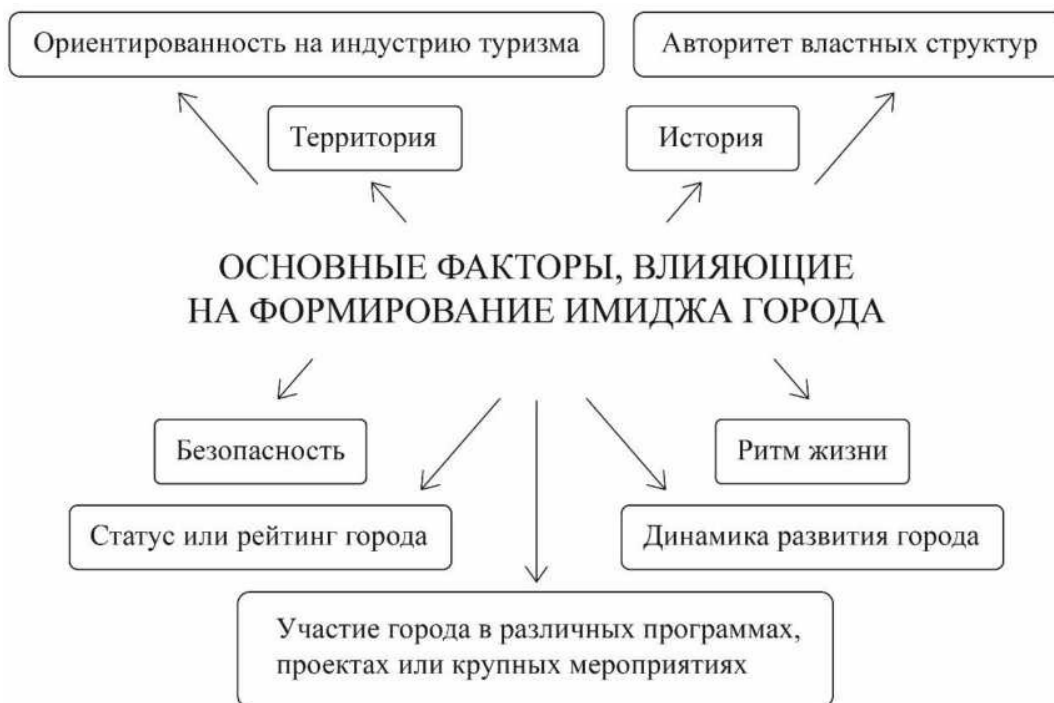 Ориентированность на индустрию туризма
Авторитет властных структур
Территория
История
ОСНОВНЫЕ ФАКТОРЫ, ВЛИЯЮЩИЕ
НА ФОРМИРОВАНИЕ ИМИДЖА ГОРОДА
Безопасность
Ритм жизни
Статус или рейтинг города
Динамика развития города
Участие города в различных программах,
проектах или крупных мероприятиях